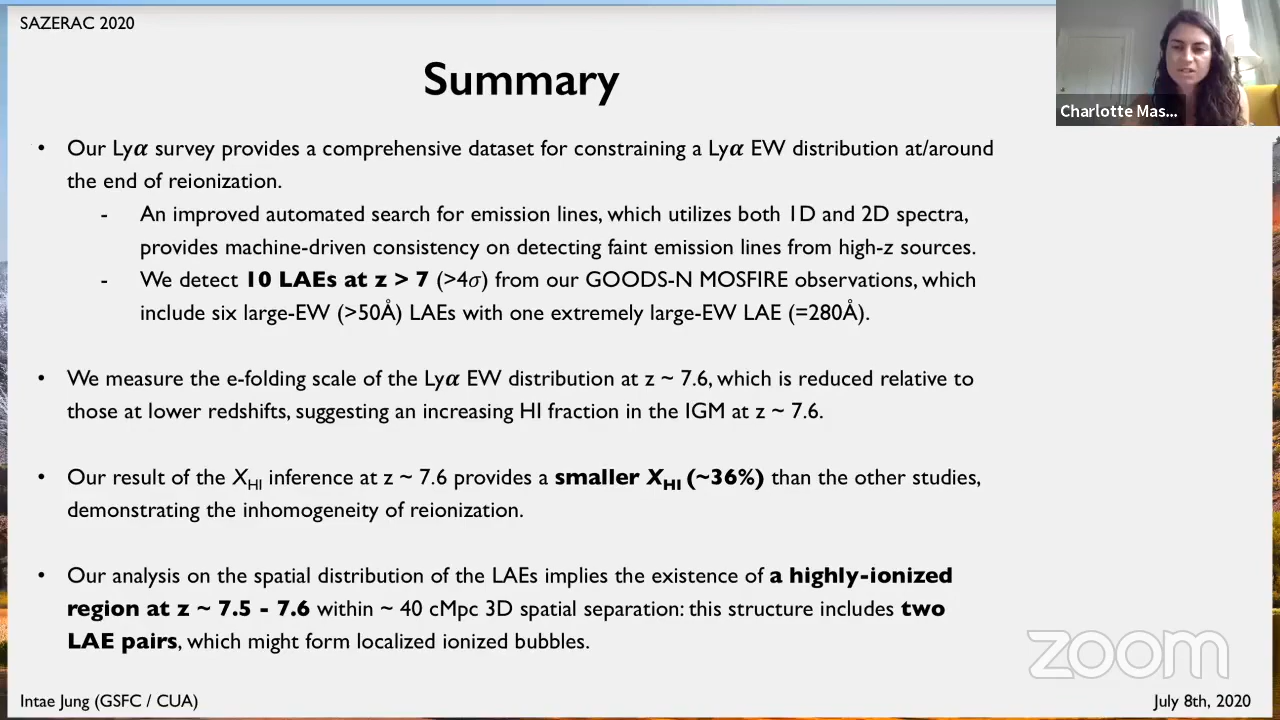 SAZERAC 2020
Charlotte Mas...
Summary
• Our Lyα survey provides a comprehensive dataset for constraining a Lyα EW distribution at/around
the end of reionization.
- An improved automated search for emission lines, which utilizes both 1D and 2D spectra,
provides machine-driven consistency on detecting faint emission lines from high-z sources.
- We detect 10 LAEs at z > 7 (>4σ) from our GOODS-N MOSFIRE observations, which
include six large-EW (>50Å) LAEs with one extremely large-EW LAE (=280Å).
• We measure the e-folding scale of the Lyα EW distribution at z ~ 7.6, which is reduced relative to
those at lower redshifts, suggesting an increasing HI fraction in the IGM at z ~ 7.6.
• Our result of the X_HI inference at z ~ 7.6 provides a smaller X_HI (~36%) than the other studies,
demonstrating the inhomogeneity of reionization.
• Our analysis on the spatial distribution of the LAEs implies the existence of a highly-ionized
region at z ~ 7.5 - 7.6 within ~ 40 cMpc 3D spatial separation: this structure includes two
LAE pairs, which might form localized ionized bubbles.
zoom
Intae Jung (GSFC / CUA)
July 8th, 2020